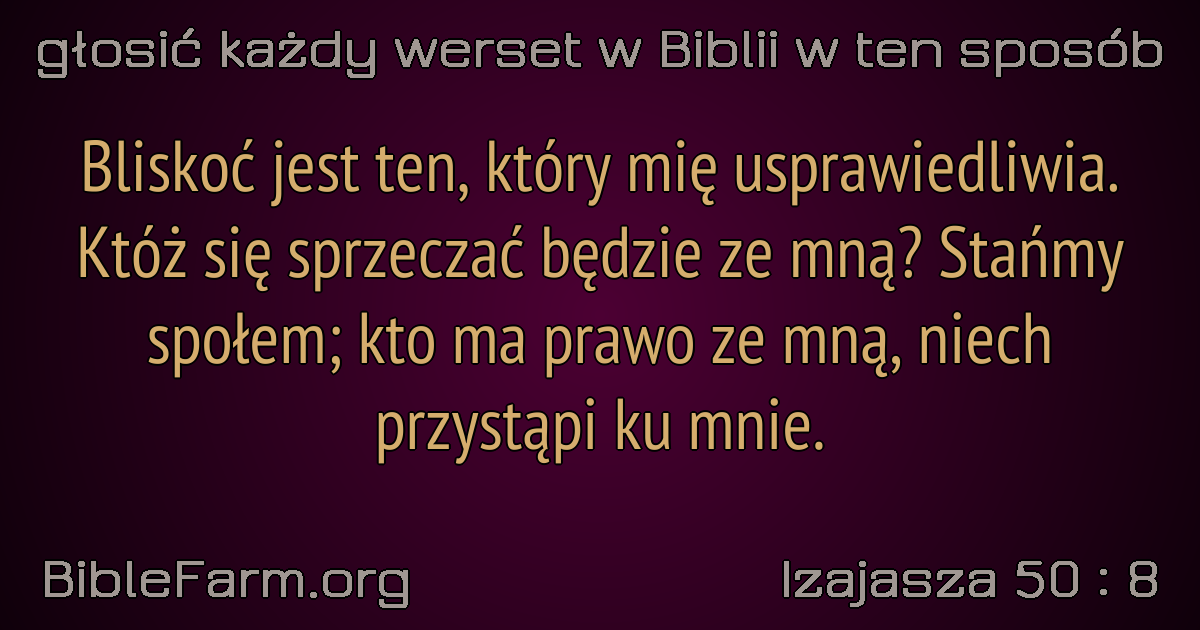 głosić każdy werset w Biblii w ten sposób
Bliskoć jest ten, który mię usprawiedliwia.
Któż się sprzeczać będzie ze mną? Stańmy
społem; kto ma prawo ze mną, niech
przystąpi ku mnie.
BibleFarm.org
Izajasza 50 : 8